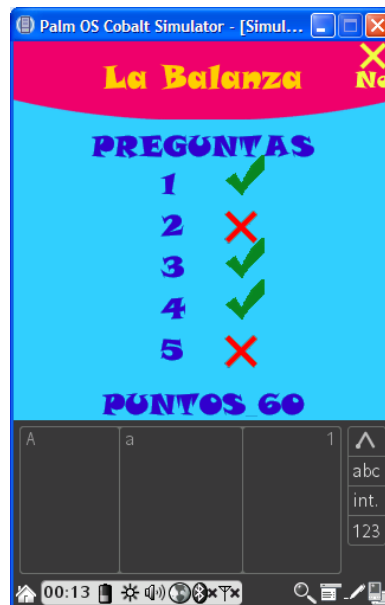 Palm OS Cobalt Simulator - [Simul...
La Balanza
No
PREGUNTAS
1
2
3
4
5
PUNTOS 60
A a 1
abc
int.
123
00:13